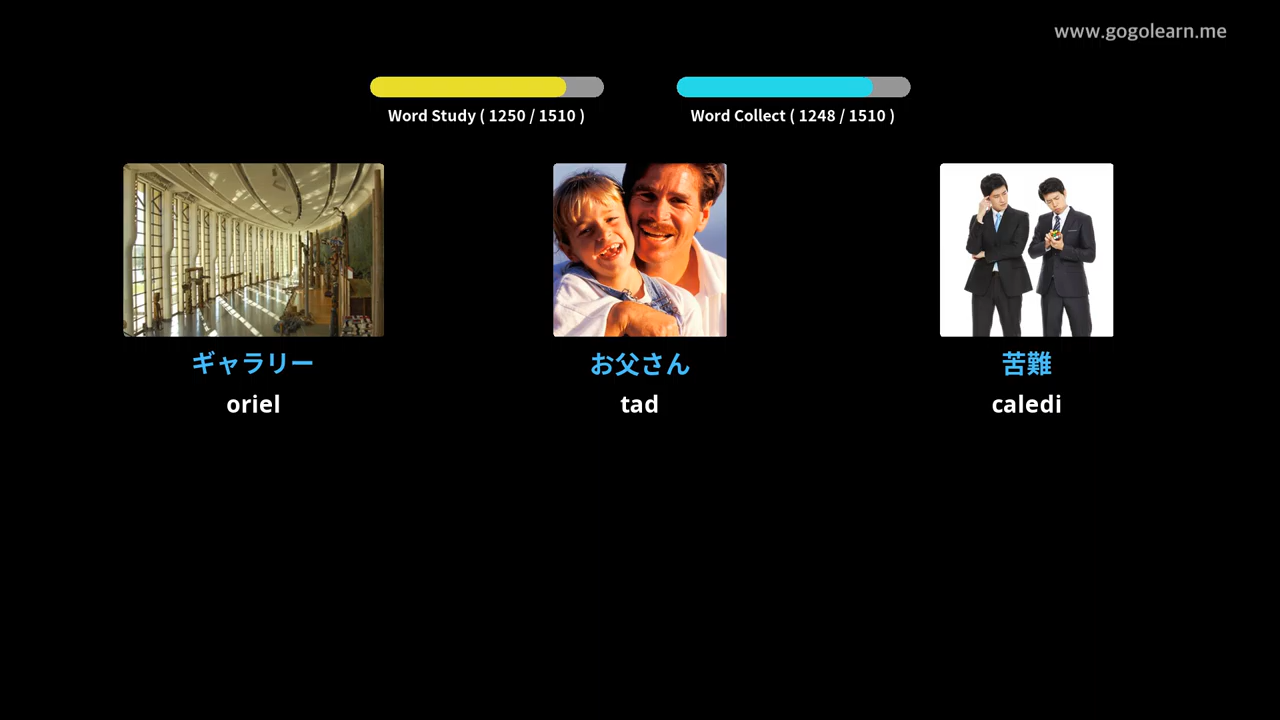 www.gogolearn.me
Word Study ( 1250 / 1510 )
Word Collect ( 1248 / 1510 )
ギャラリー
oriel
お父さん
tad
苦難
caledi